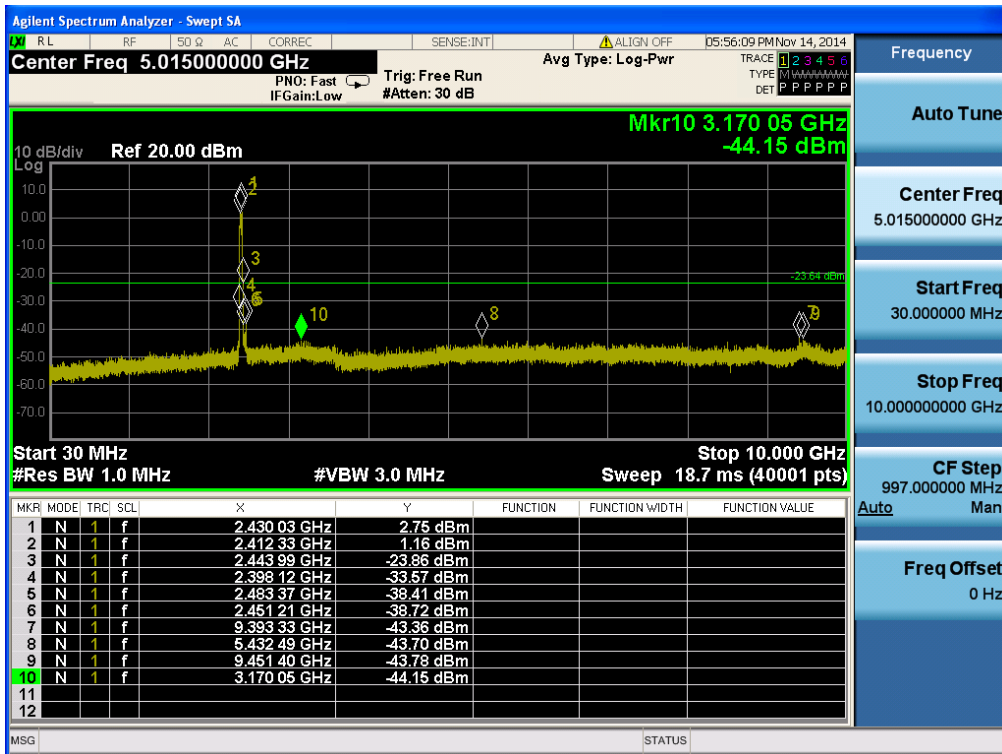 Agilent Spectrum Analyzer - Swept SA
LXI RL RF 50 Ω AC CORREC SENSE:INT ALIGN OFF 05:56:09 PM Nov 14, 2014
Center Freq 5.015000000 GHz
PNO: Fast
IFGain:Low
Trig: Free Run
#Atten: 30 dB
Avg Type: Log-Pwr
TRACE 1 2 3 4 5 6
TYPE M
DET P P P P P P
Mkr10 3.170 05 GHz
-44.15 dBm
10 dB/div Ref 20.00 dBm
Log
10.0
0.00
-10.0
-20.0
-30.0
-40.0
-50.0
-60.0
-70.0
1
2
3
4
5
6
10
8
7
9
-23.64 dBm
Start 30 MHz Stop 10.000 GHz
#Res BW 1.0 MHz #VBW 3.0 MHz Sweep 18.7 ms (40001 pts)
MKR MODE TRC SCL X Y FUNCTION FUNCTION WIDTH FUNCTION VALUE
1 N 1 f 2.430 03 GHz 2.75 dBm
2 N 1 f 2.412 33 GHz 1.16 dBm
3 N 1 f 2.443 99 GHz -23.86 dBm
4 N 1 f 2.398 12 GHz -33.57 dBm
5 N 1 f 2.483 37 GHz -38.41 dBm
6 N 1 f 2.451 21 GHz -38.72 dBm
7 N 1 f 9.393 33 GHz -43.36 dBm
8 N 1 f 5.432 49 GHz -43.70 dBm
9 N 1 f 9.451 40 GHz -43.78 dBm
10 N 1 f 3.170 05 GHz -44.15 dBm
11
12
MSG STATUS
Frequency
Auto Tune
Center Freq
5.015000000 GHz
Start Freq
30.000000 MHz
Stop Freq
10.000000000 GHz
CF Step
997.000000 MHz
Auto Man
Freq Offset
0 Hz